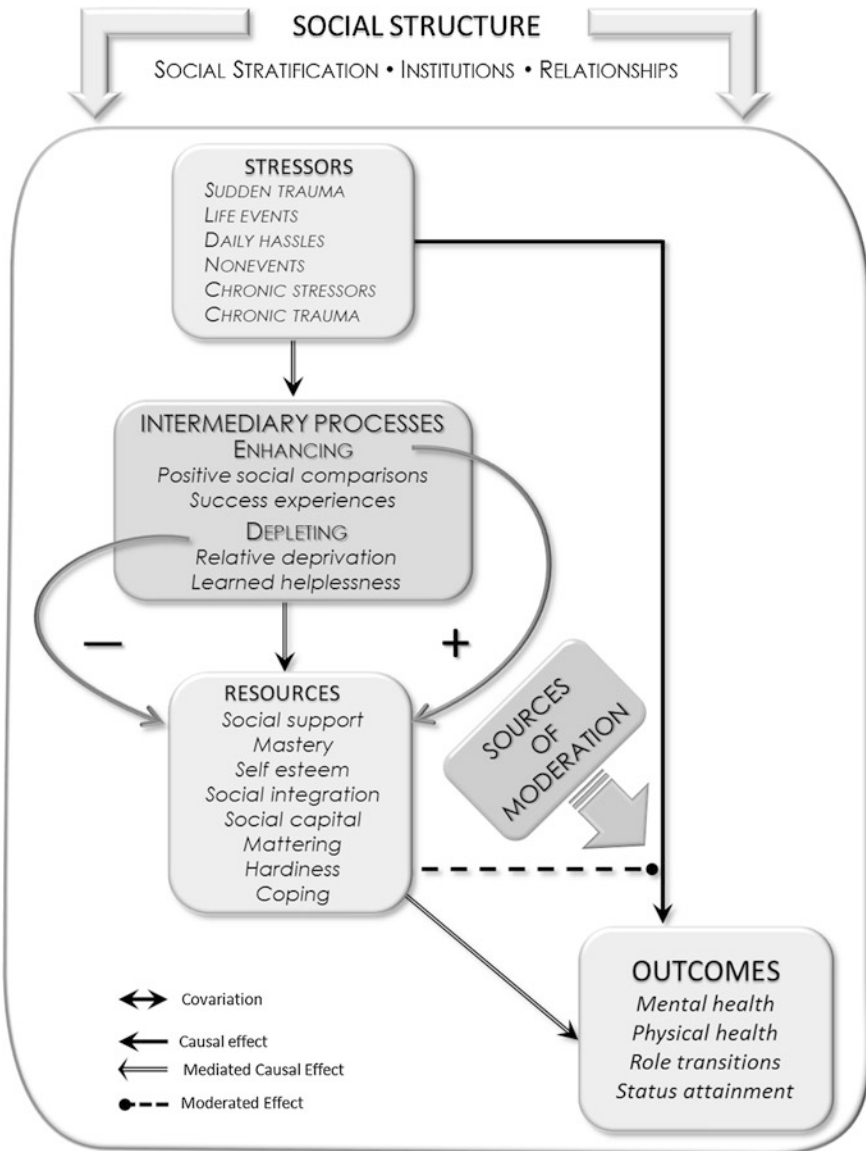 SOCIAL STRUCTURE
SOCIAL STRATIFICATION • INSTITUTIONS • RELATIONSHIPS
STRESSORS
SUDDEN TRAUMA
LIFE EVENTS
DAILY HASSLES
NONEVENTS
CHRONIC STRESSORS
CHRONIC TRAUMA
INTERMEDIARY PROCESSES
ENHANCING
Positive social comparisons
Success experiences
DEPLETING
Relative deprivation
Learned helplessness
— +
RESOURCES
Social support
Mastery
Self esteem
Social integration
Social capital
Mattering
Hardiness
Coping
SOURCES
OF
MODERATION
OUTCOMES
Mental health
Physical health
Role transitions
Status attainment
Covariation
Causal effect
Mediated Causal Effect
Moderated Effect